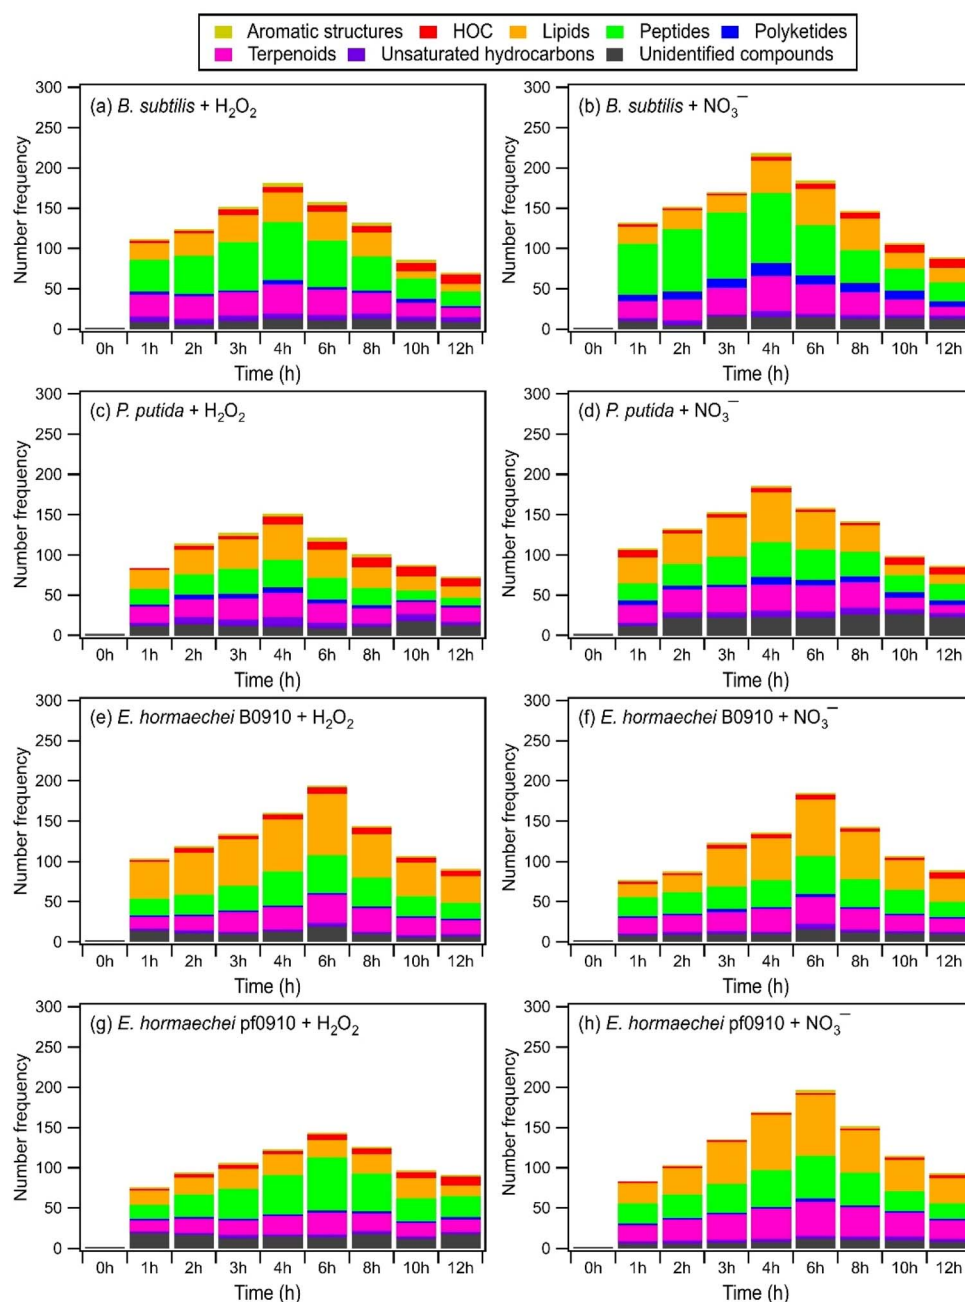 Aromatic structures HOC Lipids Peptides Polyketides
Terpenoids Unsaturated hydrocarbons Unidentified compounds
(a) B. subtilis + H₂O₂
Number frequency
300
250
200
150
100
50
0
0h 1h 2h 3h 4h 6h 8h 10h 12h
Time (h)
(b) B. subtilis + NO₃⁻
Number frequency
300
250
200
150
100
50
0
0h 1h 2h 3h 4h 6h 8h 10h 12h
Time (h)
(c) P. putida + H₂O₂
Number frequency
300
250
200
150
100
50
0
0h 1h 2h 3h 4h 6h 8h 10h 12h
Time (h)
(d) P. putida + NO₃⁻
Number frequency
300
250
200
150
100
50
0
0h 1h 2h 3h 4h 6h 8h 10h 12h
Time (h)
(e) E. hormaechei B0910 + H₂O₂
Number frequency
300
250
200
150
100
50
0
0h 1h 2h 3h 4h 6h 8h 10h 12h
Time (h)
(f) E. hormaechei B0910 + NO₃⁻
Number frequency
300
250
200
150
100
50
0
0h 1h 2h 3h 4h 6h 8h 10h 12h
Time (h)
(g) E. hormaechei pf0910 + H₂O₂
Number frequency
300
250
200
150
100
50
0
0h 1h 2h 3h 4h 6h 8h 10h 12h
Time (h)
(h) E. hormaechei pf0910 + NO₃⁻
Number frequency
300
250
200
150
100
50
0
0h 1h 2h 3h 4h 6h 8h 10h 12h
Time (h)